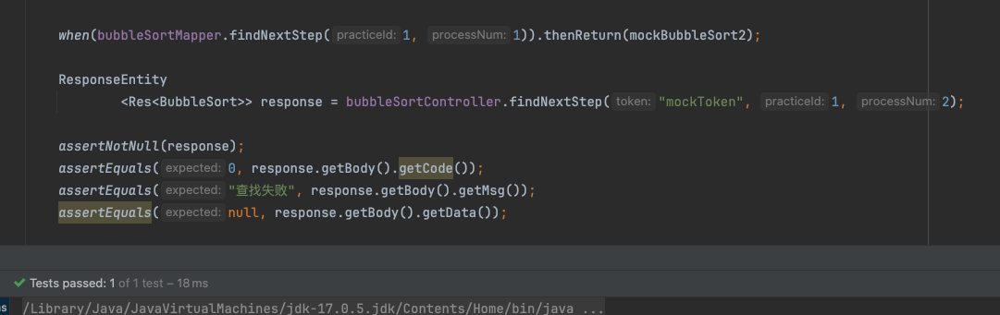 when(bubbleSortMapper.findNextStep( practiceId: 1, processNum: 1)).thenReturn(mockBubbleSort2);
ResponseEntity
<Res<BubbleSort>> response = bubbleSortController.findNextStep( token: "mockToken", practiceId: 1, processNum: 2);
assertNotNull(response);
assertEquals( expected: 0, response.getBody().getCode());
assertEquals( expected: "查找失败", response.getBody().getMsg());
assertEquals( expected: null, response.getBody().getData());
Tests passed: 1 of 1 test – 18 ms
/Library/Java/JavaVirtualMachines/jdk-17.0.5.jdk/Contents/Home/bin/java ...